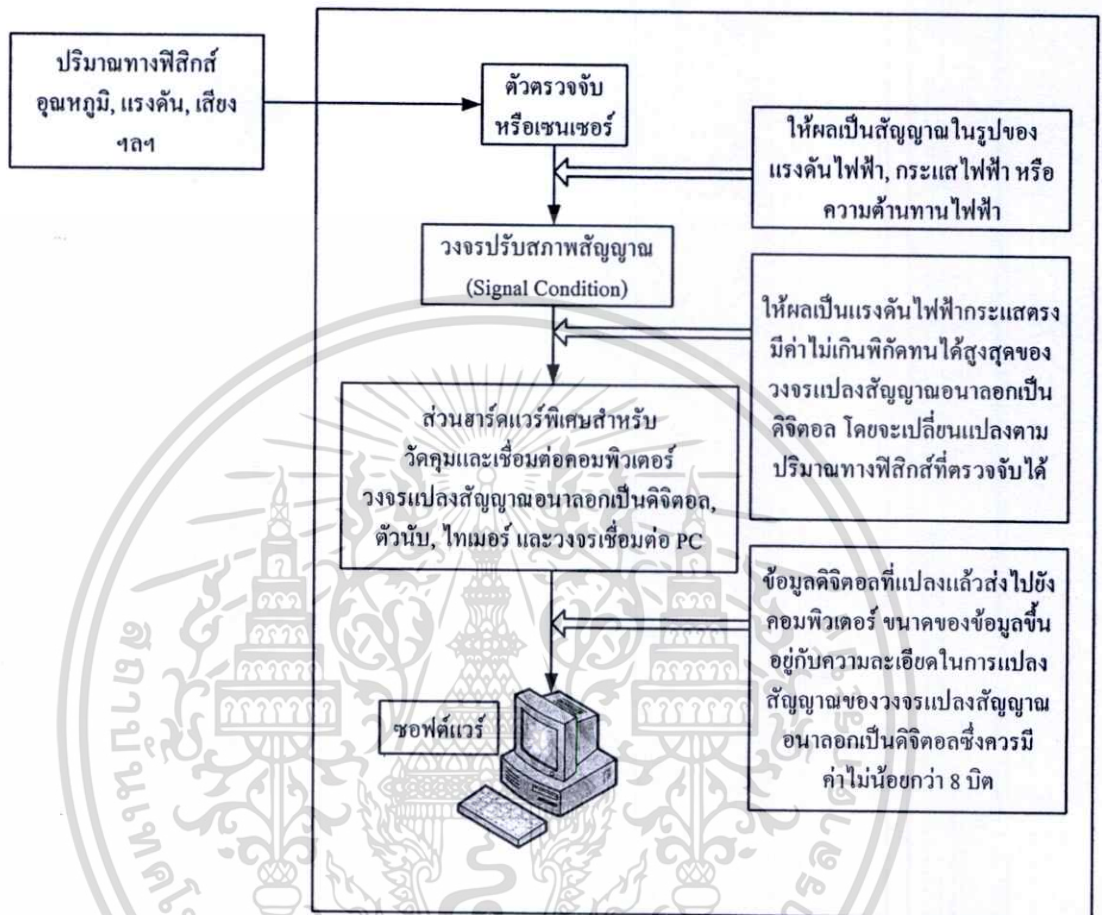 ปริมาณทางฟิสิกส์
อุณหภูมิ, แรงดัน, เสียง
ฯลฯ
ตัวตรวจจับ
หรือเซนเซอร์
ให้ผลเป็นสัญญาณในรูปของ
แรงดันไฟฟ้า, กระแสไฟฟ้า หรือ
ความต้านทานไฟฟ้า
วงจรปรับสภาพสัญญาณ
(Signal Condition)
ให้ผลเป็นแรงดันไฟฟ้ากระแสตรง
มีค่าไม่เกินพิกัดทนได้สูงสุดของ
วงจรแปลงสัญญาณอนาลอกเป็น
ดิจิตอล โดยจะเปลี่ยนแปลงตาม
ปริมาณทางฟิสิกส์ที่ตรวจจับได้
ส่วนฮาร์ดแวร์พิเศษสำหรับ
วัดคุมและเชื่อมต่อคอมพิวเตอร์
วงจรแปลงสัญญาณอนาลอกเป็นดิจิตอล,
ตัวนับ, ไทเมอร์ และวงจรเชื่อมต่อ PC
ข้อมูลดิจิตอลที่แปลงแล้วส่งไปยัง
คอมพิวเตอร์ ขนาดของข้อมูลขึ้น
อยู่กับความละเอียดในการแปลง
สัญญาณของวงจรแปลงสัญญาณ
อนาลอกเป็นดิจิตอลซึ่งควรมี
ค่าไม่น้อยกว่า 8 บิต
ซอฟต์แวร์